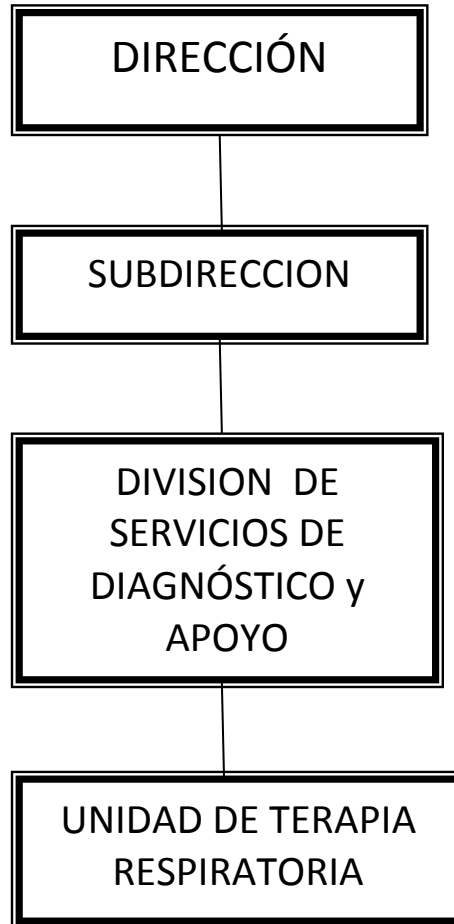 DIRECCIÓN
SUBDIRECCION
DIVISION DE
SERVICIOS DE
DIAGNÓSTICO y
APOYO
UNIDAD DE TERAPIA
RESPIRATORIA